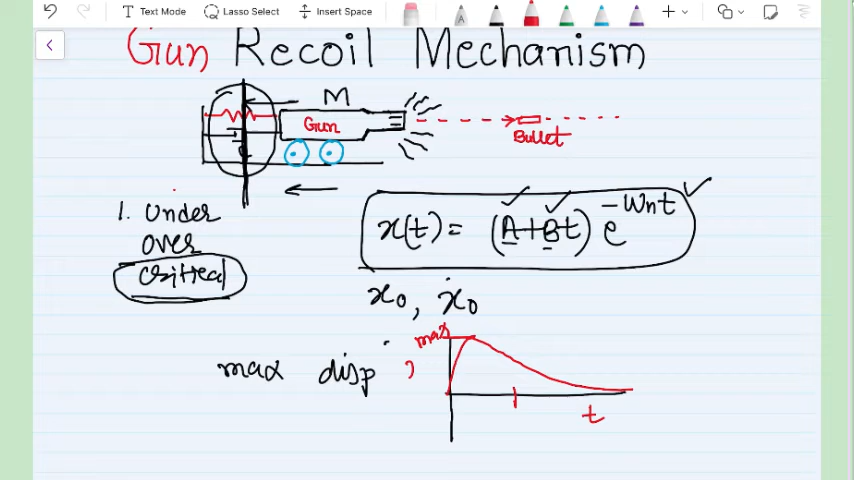 Text Mode
Lasso Select
Insert Space
Gun Recoil Mechanism
M
Gun
Bullet
1. Under
over
critical
x(t) = (A+Bt) e^-Wnt
x0, ẋ0
max
max disp
t